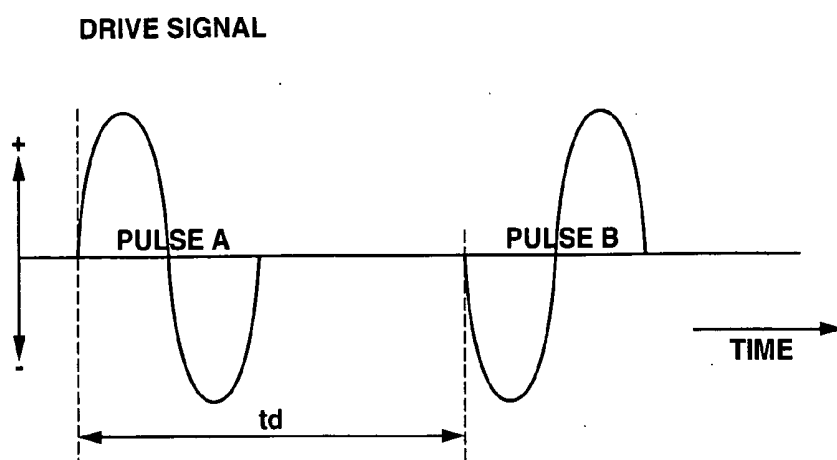 DRIVE SIGNAL
+
PULSE A
PULSE B
-
TIME
td